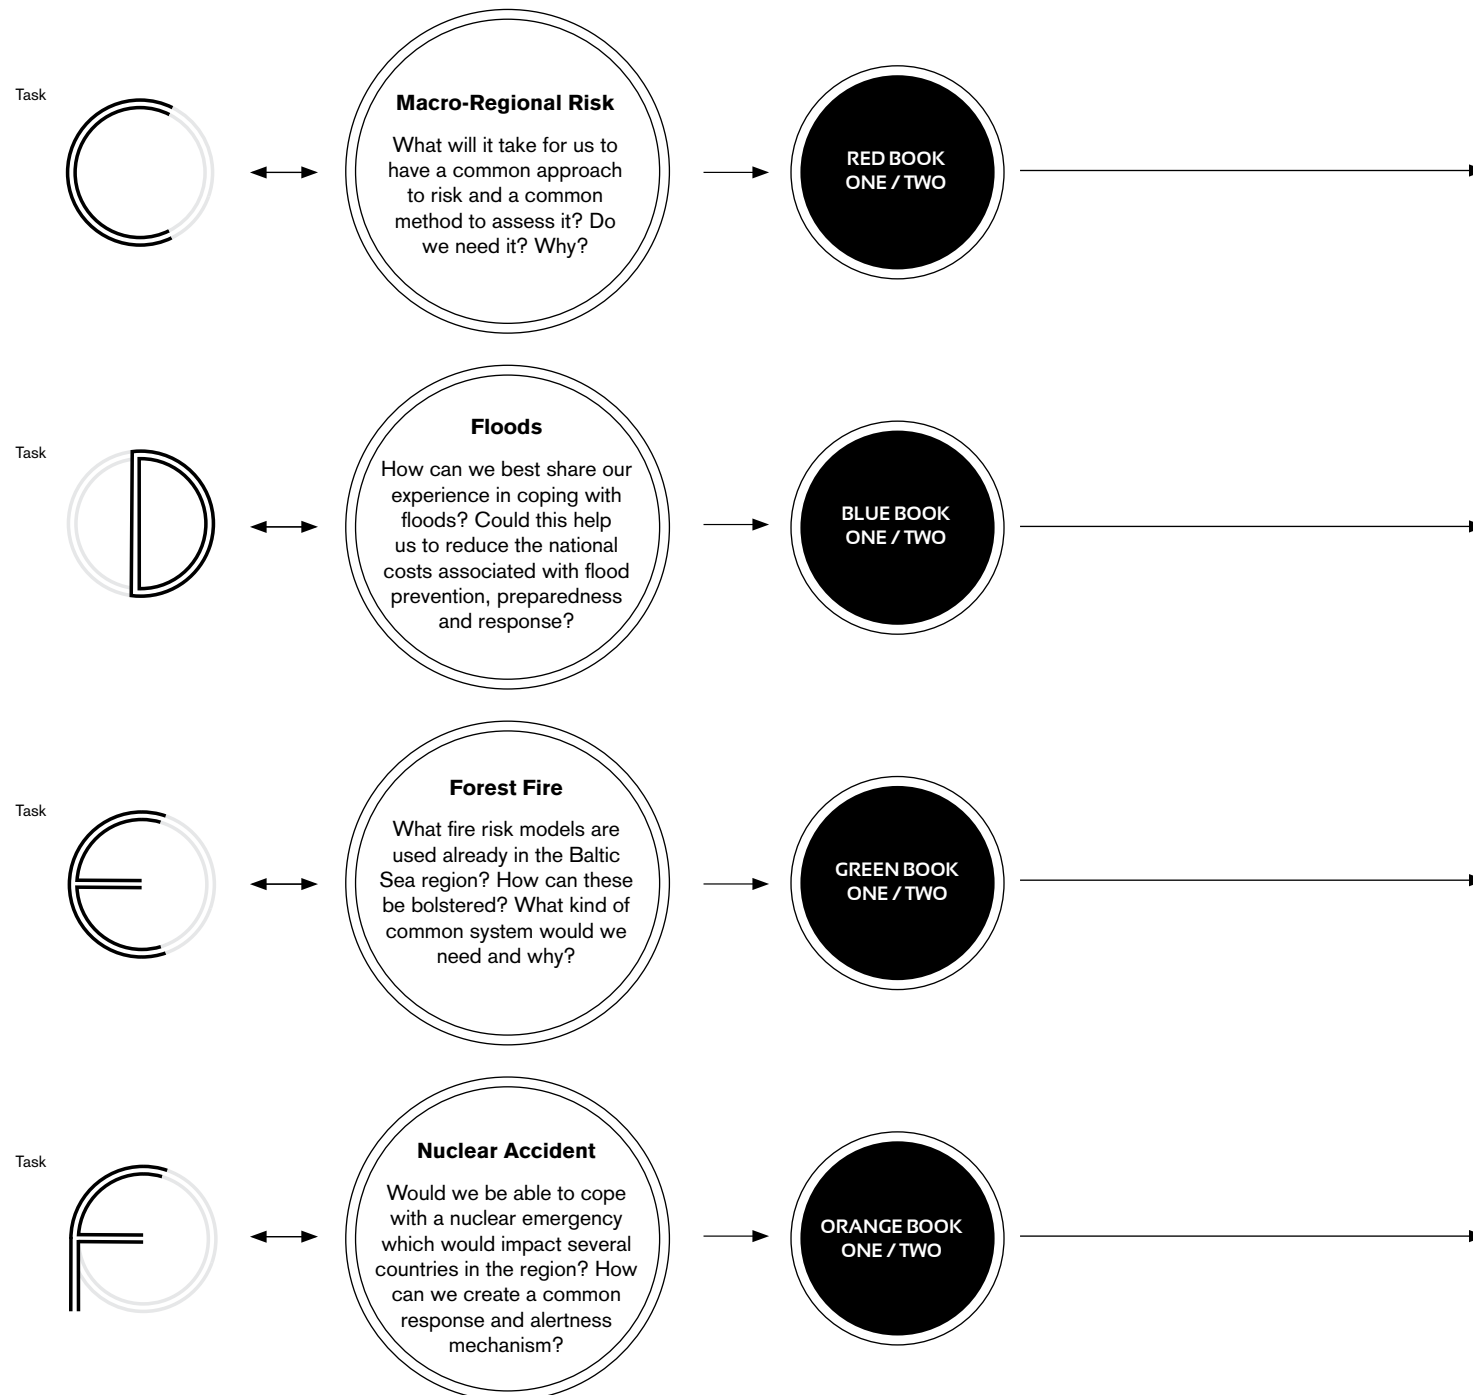 Task
C
Macro-Regional Risk
What will it take for us to
have a common approach
to risk and a common
method to assess it? Do
we need it? Why?
RED BOOK
ONE / TWO
Task
D
Floods
How can we best share our
experience in coping with
floods? Could this help
us to reduce the national
costs associated with flood
prevention, preparedness
and response?
BLUE BOOK
ONE / TWO
Task
e
Forest Fire
What fire risk models are
used already in the Baltic
Sea region? How can these
be bolstered? What kind of
common system would we
need and why?
GREEN BOOK
ONE / TWO
Task
F
Nuclear Accident
Would we be able to cope
with a nuclear emergency
which would impact several
countries in the region? How
can we create a common
response and alertness
mechanism?
ORANGE BOOK
ONE / TWO